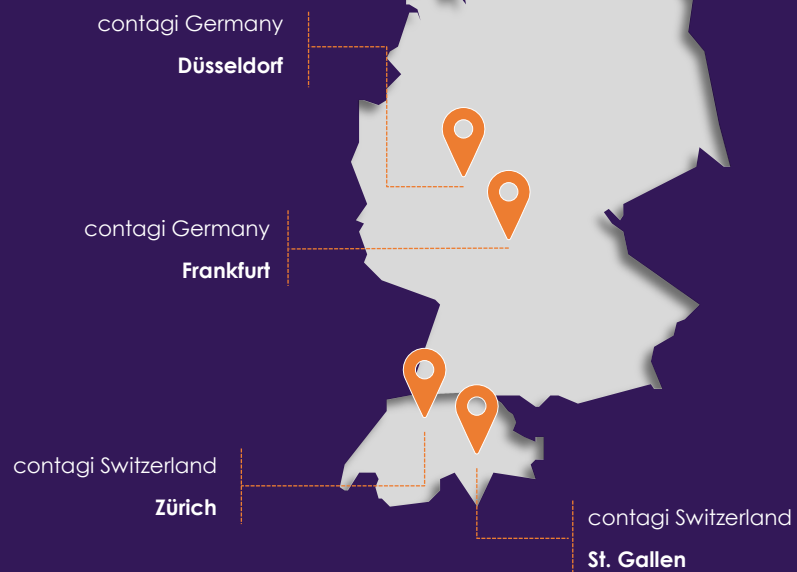 contagi Germany
Düsseldorf
contagi Germany
Frankfurt
contagi Switzerland
Zürich
contagi Switzerland
St. Gallen